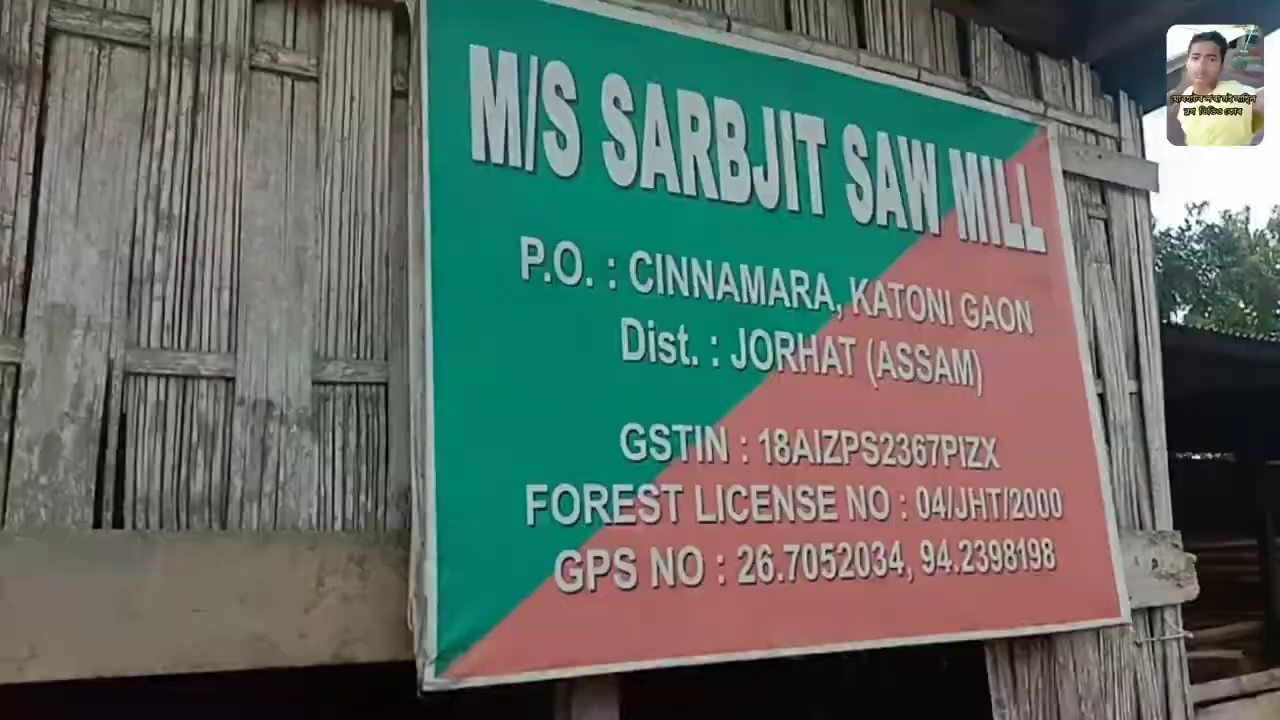 M/S SARBJIT SAW MILL
P.O. : CINNAMARA, KATONI GAON
Dist. : JORHAT (ASSAM)
GSTIN : 18AIZPS2367PIZX
FOREST LICENSE NO : 04/JHT/2000
GPS NO : 26.7052034, 94.2398198